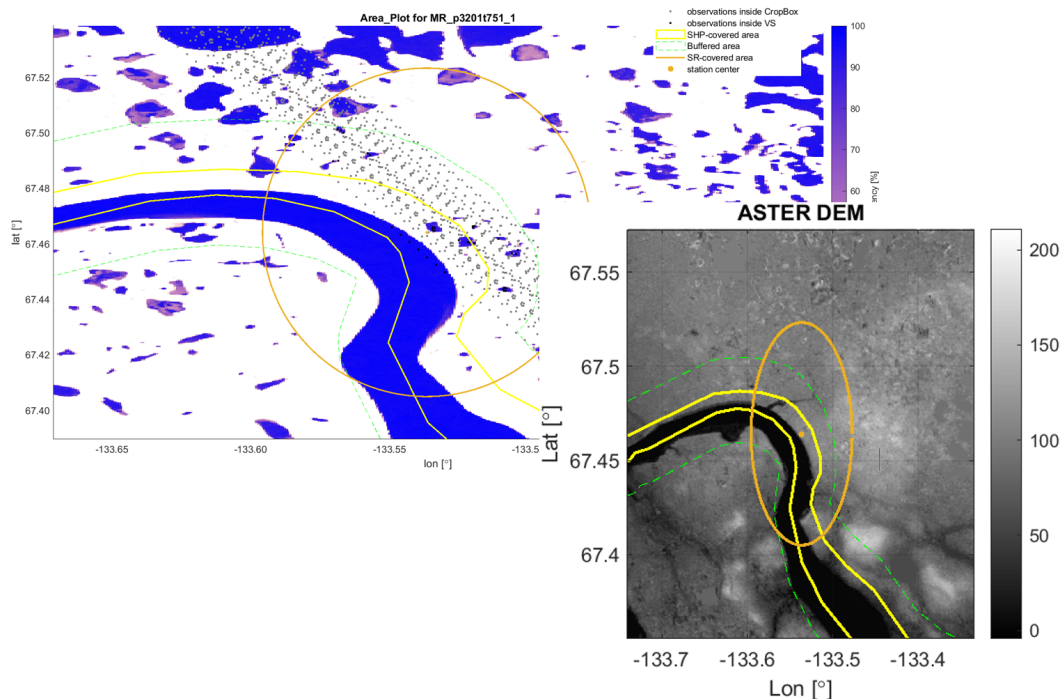 Area_Plot for MR_p3201t751_1
observations inside CropBox
observations inside VS
SHP-covered area
Buffered area
SR-covered area
station center
67.52
67.50
67.48
67.46
67.44
67.42
67.40
lat [°]
-133.65
-133.60
-133.55
-133.5
lon [°]
100
90
80
70
60
ncy [%]
ASTER DEM
67.55
67.5
67.45
67.4
Lat [°]
-133.7
-133.6
-133.5
-133.4
Lon [°]
200
150
100
50
0